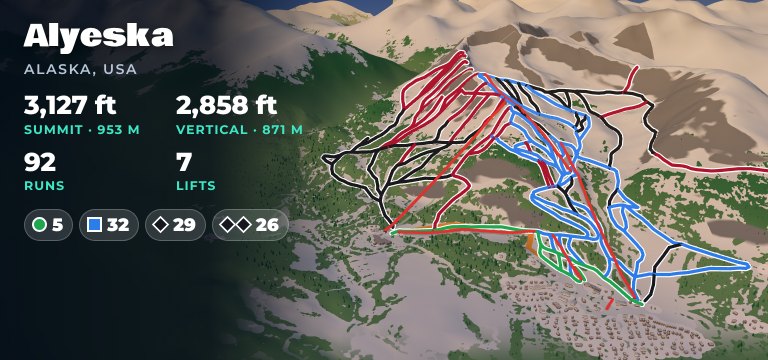 Alyeska
ALASKA, USA
3,127 ft 2,858 ft
SUMMIT · 953 M VERTICAL · 871 M
92 7
RUNS LIFTS
5 32 29 26